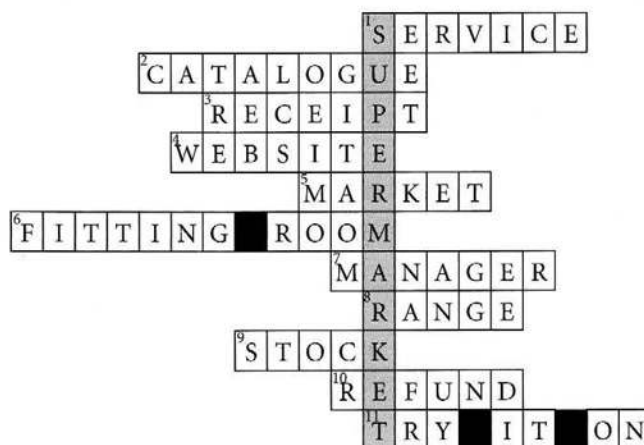 1 SERVICE
2 CATALOGUE
3 RECEIPT
4 WEBSITE
5 MARKET
6 FITTING ROOM
7 MANAGER
8 RANGE
9 STOCK
10 REFUND
11 TRY IT ON